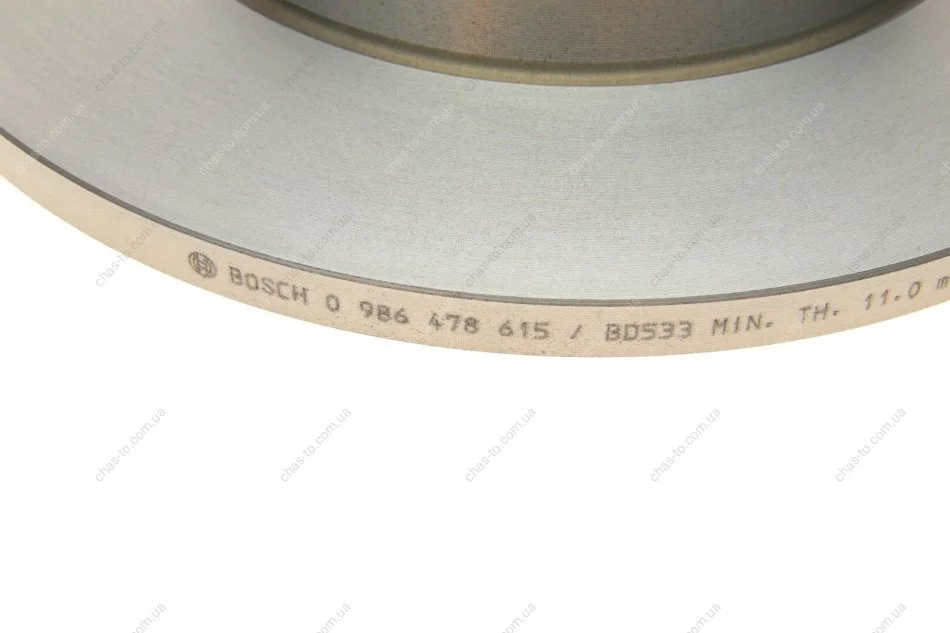 BOSCH 0 986 478 615 / BD533 MIN. TH. 11.0 m
chas-to.com.ua